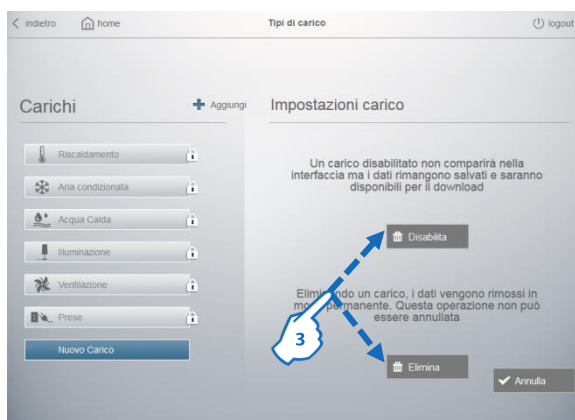 indietro home Tipi di carico logout
Carichi Aggiungi Impostazioni carico
Riscaldamento
Aria condizionata
Acqua Calda
Illuminazione
Ventilazione
Prese
Nuovo Carico
Un carico disabilitato non comparirà nella
interfaccia ma i dati rimangono salvati e saranno
disponibili per il download
Disabilita
Eliminando un carico, i dati vengono rimossi in
modo permanente. Questa operazione non può
essere annullata
3
Elimina
Annulla